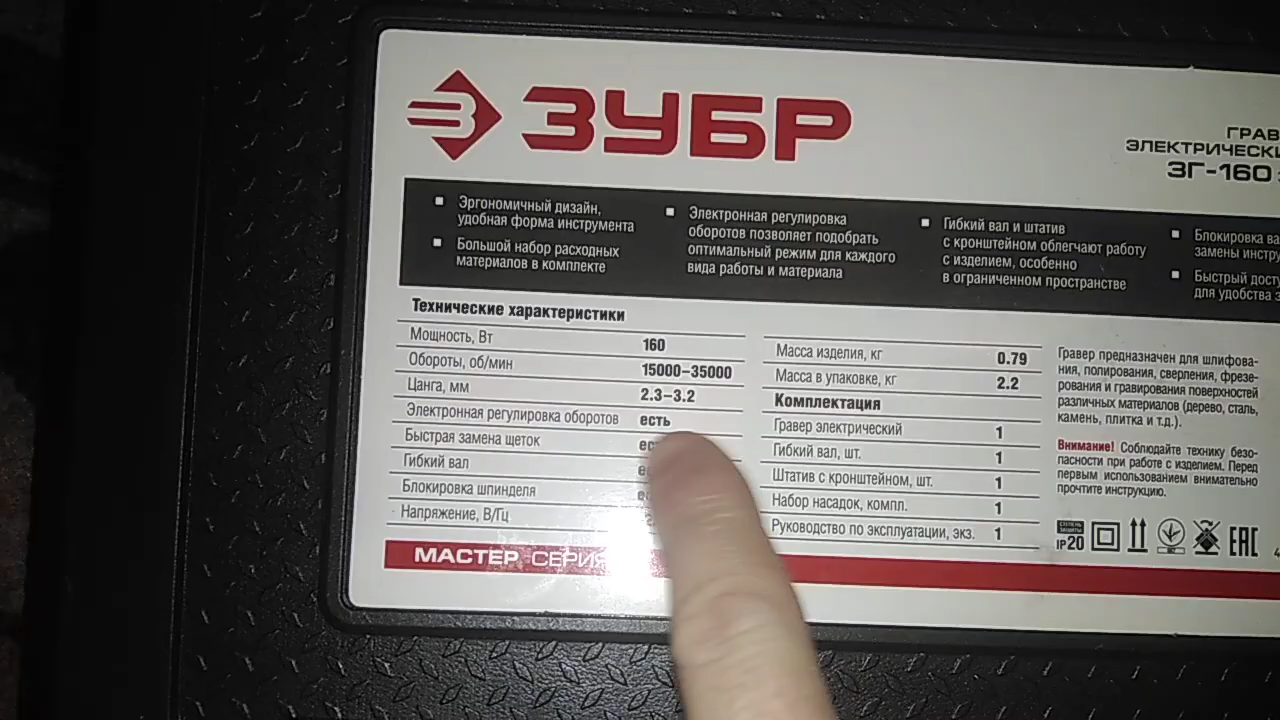 ЗУБР
ЭЛЕКТРИЧЕСКИ
ЗГ-160
Эргономичный дизайн,
удобная форма инструмента
Большой набор расходных
материалов в комплекте
Электронная регулировка
оборотов позволяет подобрать
оптимальный режим для каждого
вида работы и материала
Гибкий вал и штатив
с кронштейном облегчают работу
с изделием, особенно
в ограниченном пространстве
Блокировка
замены
Быстрый
для удобства
Технические характеристики
Мощность, Вт 160
Обороты, об/мин 15000–35000
Цанга, мм 2.3–3.2
Электронная регулировка оборотов есть
Быстрая замена щеток
Гибкий вал
Блокировка шпинделя
Напряжение, В/Гц
Масса изделия, кг 0.79
Масса в упаковке, кг 2.2
Комплектация
Гравер электрический 1
Гибкий вал, шт. 1
Штатив с кронштейном, шт. 1
Набор насадок, компл. 1
Руководство по эксплуатации, экз. 1
Гравер предназначен для шлифова-
ния, полирования, сверления, фрезе-
рования и гравирования поверхностей
различных материалов (дерево, сталь,
камень, плитка и т.д.).
Внимание! Соблюдайте технику безо-
пасности при работе с изделием. Перед
первым использованием внимательно
прочтите инструкцию.
СТЕПЕНЬ
ЗАЩИТЫ
IP20
EAC
МАСТЕР СЕРИЯ